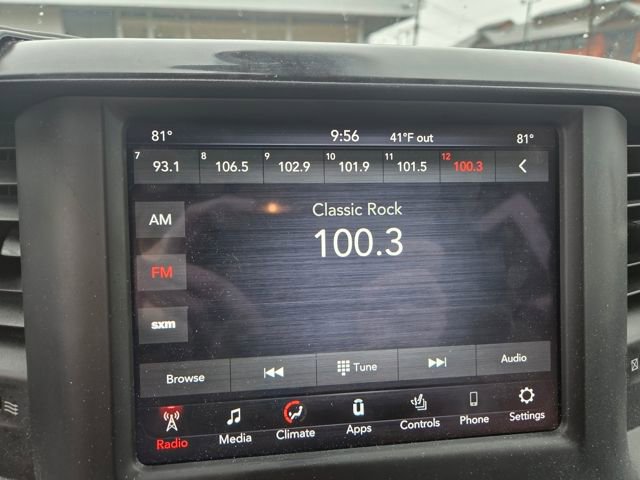 81° 9:56 41°F out 81°
7 93.1 8 106.5 9 102.9 10 101.9 11 101.5 12 100.3
Classic Rock
100.3
AM
FM
sxm
Browse Tune Audio
Radio Media Climate Apps Controls Phone Settings